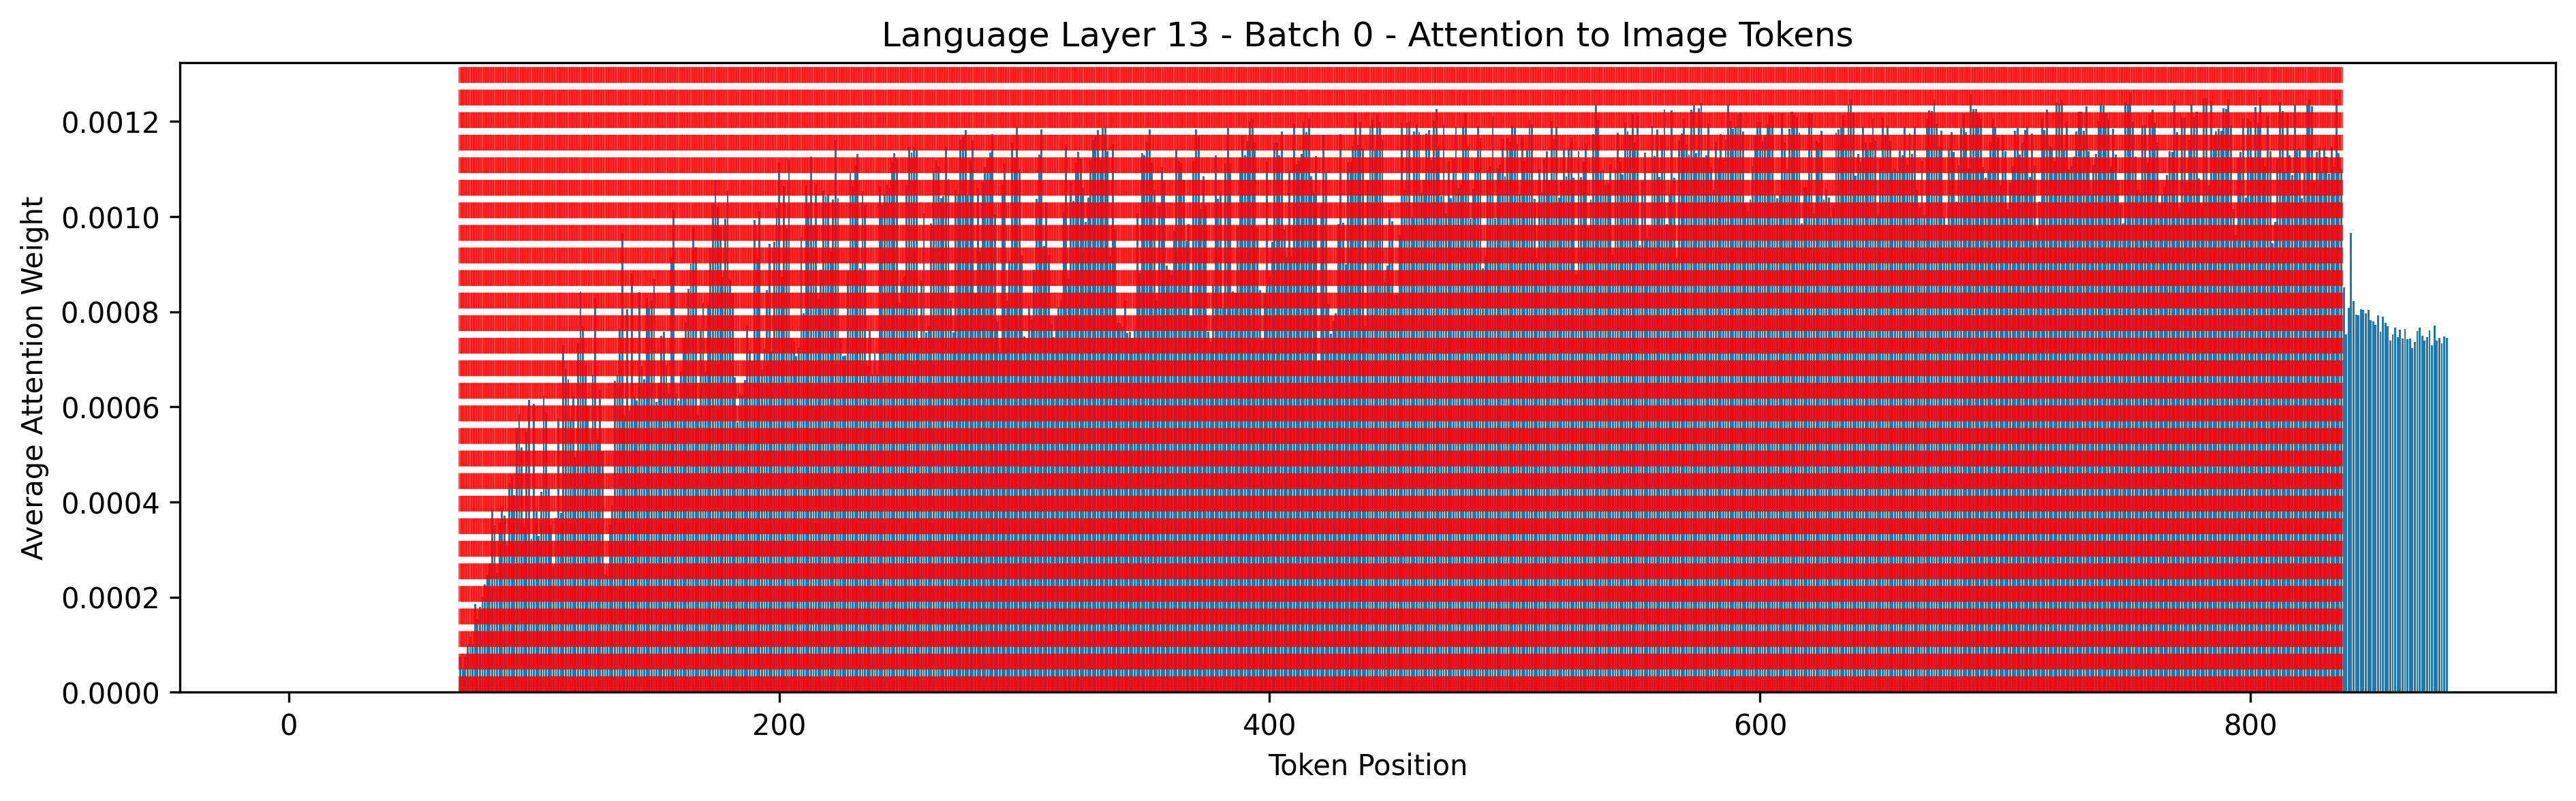 Language Layer 13 - Batch 0 - Attention to Image Tokens
Average Attention Weight
0.0012
0.0010
0.0008
0.0006
0.0004
0.0002
0.0000
0 200 400 600 800
Token Position